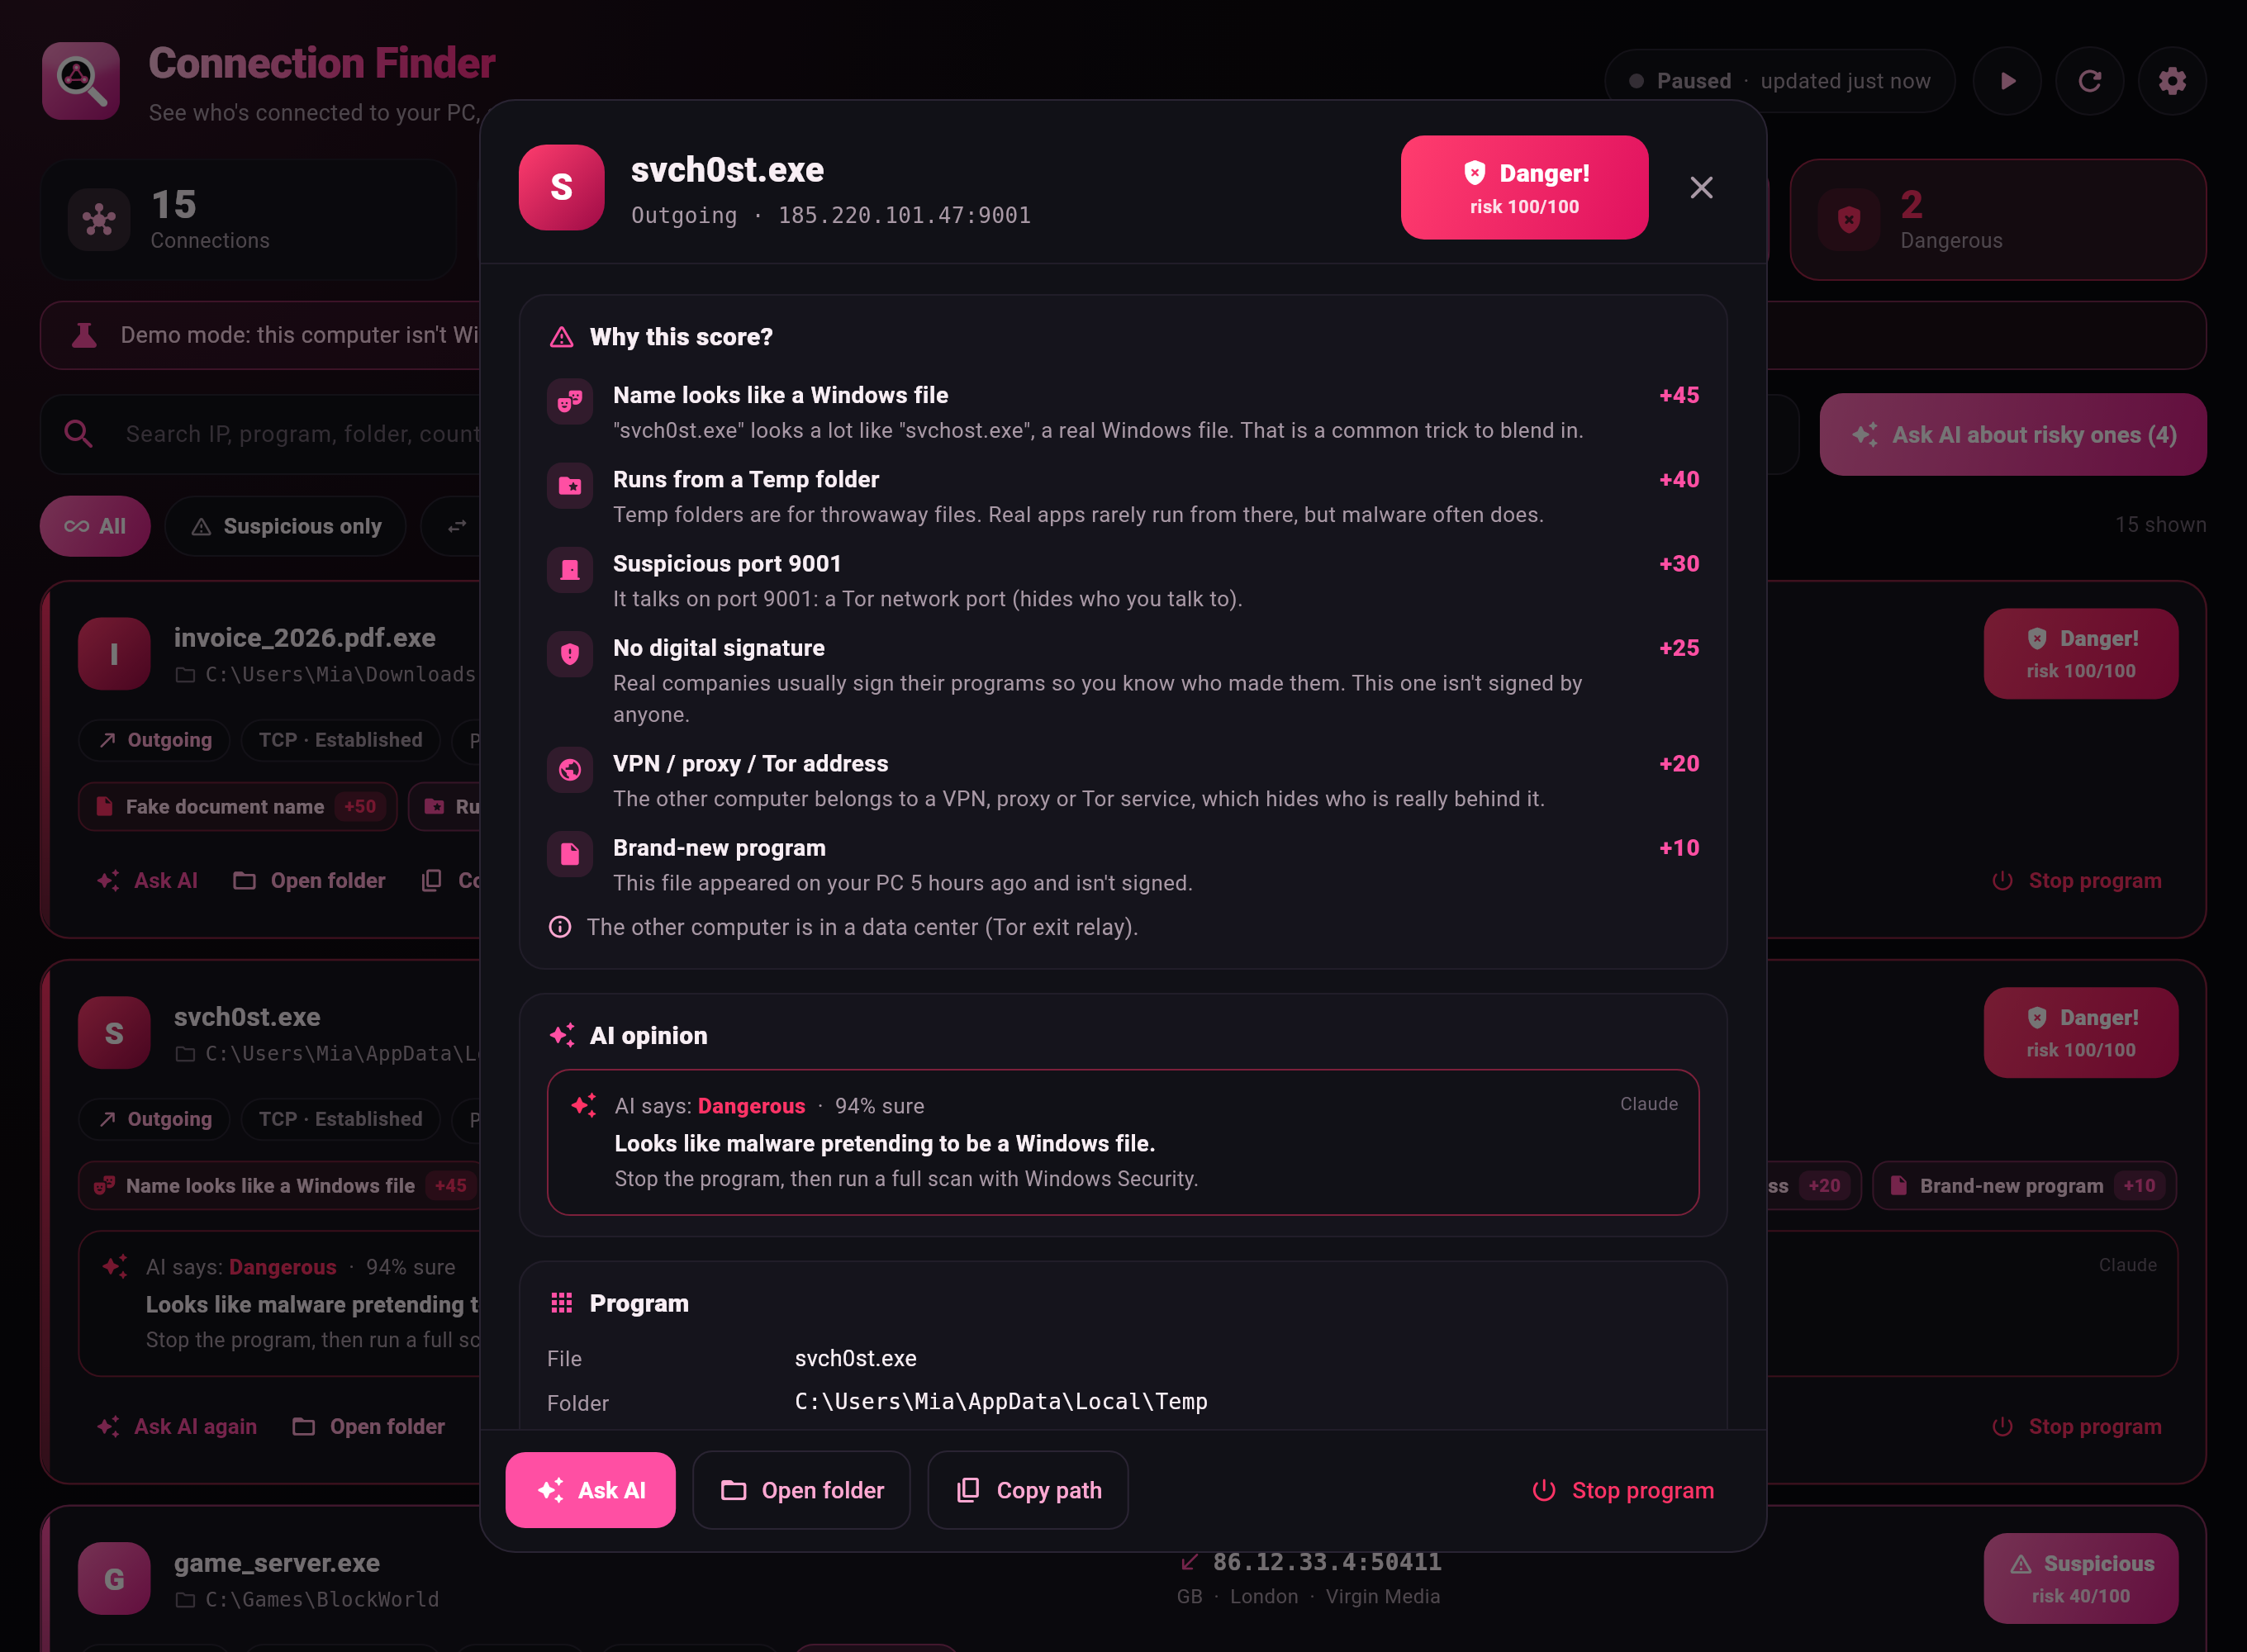 Connection Finder
See who's connected to your PC,
Paused · updated just now
15
Connections
2
Dangerous
Demo mode: this computer isn't
Search IP, program, folder,
Ask AI about risky ones (4)
All
Suspicious only
15 shown
invoice_2026.pdf.exe
C:\Users\Mia\Downloads
Outgoing
TCP · Established
Fake document name +50
Ask AI
Open folder
Danger!
risk 100/100
Stop program
svch0st.exe
C:\Users\Mia\AppData\
Outgoing
TCP · Established
Name looks like a Windows file +45
+20
Brand-new program +10
AI says: Dangerous · 94% sure
Claude
Looks like malware pretending
Stop the program, then run a full
Ask AI again
Open folder
Danger!
risk 100/100
Stop program
G
game_server.exe
C:\Games\BlockWorld
86.12.33.4:50411
GB · London · Virgin Media
Suspicious
risk 40/100
S
svch0st.exe
Outgoing · 185.220.101.47:9001
Danger!
risk 100/100
Why this score?
Name looks like a Windows file +45
"svch0st.exe" looks a lot like "svchost.exe", a real Windows file. That is a common trick to blend in.
Runs from a Temp folder +40
Temp folders are for throwaway files. Real apps rarely run from there, but malware often does.
Suspicious port 9001 +30
It talks on port 9001: a Tor network port (hides who you talk to).
No digital signature +25
Real companies usually sign their programs so you know who made them. This one isn't signed by
anyone.
VPN / proxy / Tor address +20
The other computer belongs to a VPN, proxy or Tor service, which hides who is really behind it.
Brand-new program +10
This file appeared on your PC 5 hours ago and isn't signed.
The other computer is in a data center (Tor exit relay).
AI opinion
AI says: Dangerous · 94% sure
Claude
Looks like malware pretending to be a Windows file.
Stop the program, then run a full scan with Windows Security.
Program
File svch0st.exe
Folder C:\Users\Mia\AppData\Local\Temp
Ask AI
Open folder
Copy path
Stop program